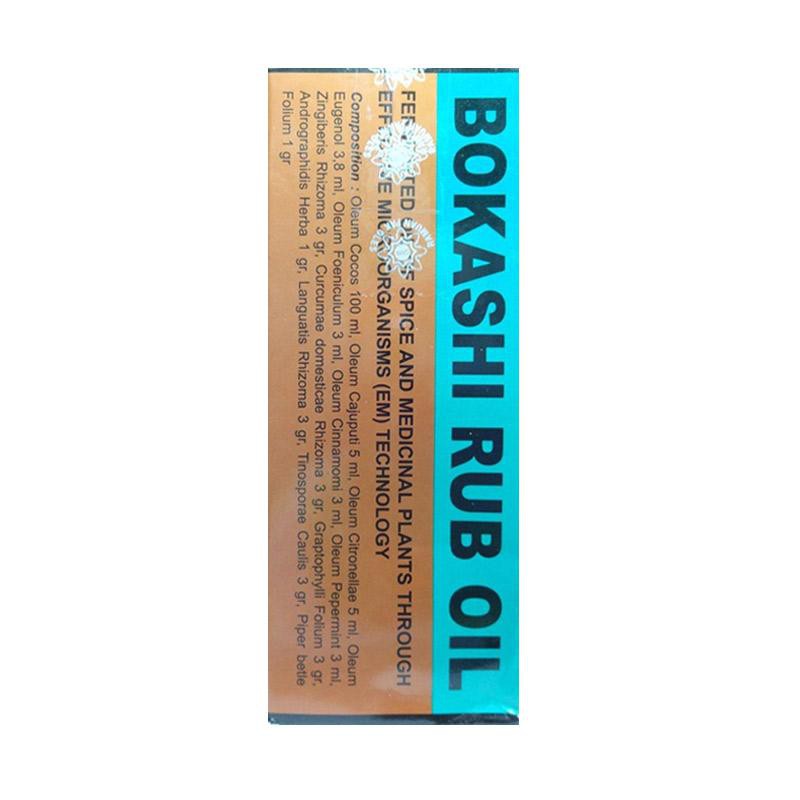 BOKASHI RUB OIL
SPICE AND MEDICINAL PLANTS THROUGH
MICROORGANISMS (EM) TECHNOLOGY
Composition : Oleum Cocos 100 ml, Oleum Cajuputi 5 ml, Oleum Citronellae 5 ml, Oleum
Eugenol 3,8 ml, Oleum Foeniculum 3 ml, Oleum Cinnamomi 3 ml, Oleum Pepermint 3 ml,
Zingiberis Rhizoma 3 gr, Curcumae domesticae Rhizoma 3 gr, Graptophylli Folium 3 gr,
Andrographidis Herba 1 gr, Languatis Rhizoma 3 gr, Tinosporae Caulis 3 gr, Piper betle
Folium 1 gr